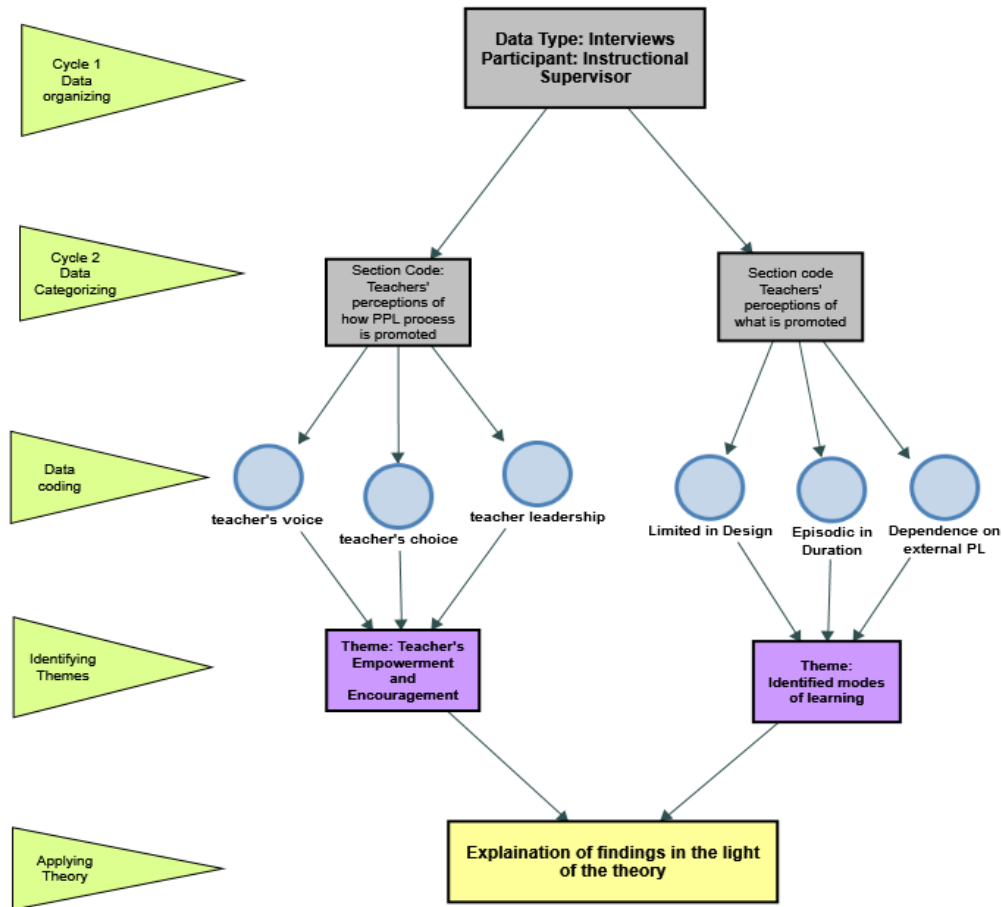 Cycle 1
Data
organizing
Data Type: Interviews
Participant: Instructional
Supervisor
Cycle 2
Data
Categorizing
Section Code:
Teachers'
perceptions of
how PPL process
is promoted
Section code
Teachers'
perceptions of
what is promoted
Data
coding
teacher's voice
teacher's choice
teacher leadership
Limited in Design
Episodic in
Duration
Dependence on
external PL
Identifying
Themes
Theme: Teacher's
Empowerment
and
Encouragement
Theme:
Identified modes
of learning
Applying
Theory
Explaination of findings in the light
of the theory